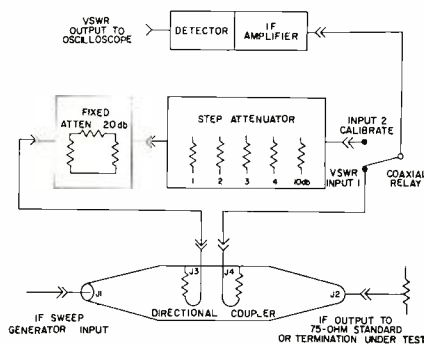 VSWR
OUTPUT TO
OSCILLOSCOPE
DETECTOR
IF
AMPLIFIER
FIXED
ATTEN 20db
STEP ATTENUATOR
1 2 3 4 10db
INPUT 2
CALIBRATE
VSWR
INPUT 1
COAXIAL
RELAY
J3 J4
J1
J2
DIRECTIONAL COUPLER
IF SWEEP
GENERATOR INPUT
IF OUTPUT TO
75-OHM STANDARD
OR TERMINATION UNDER TEST